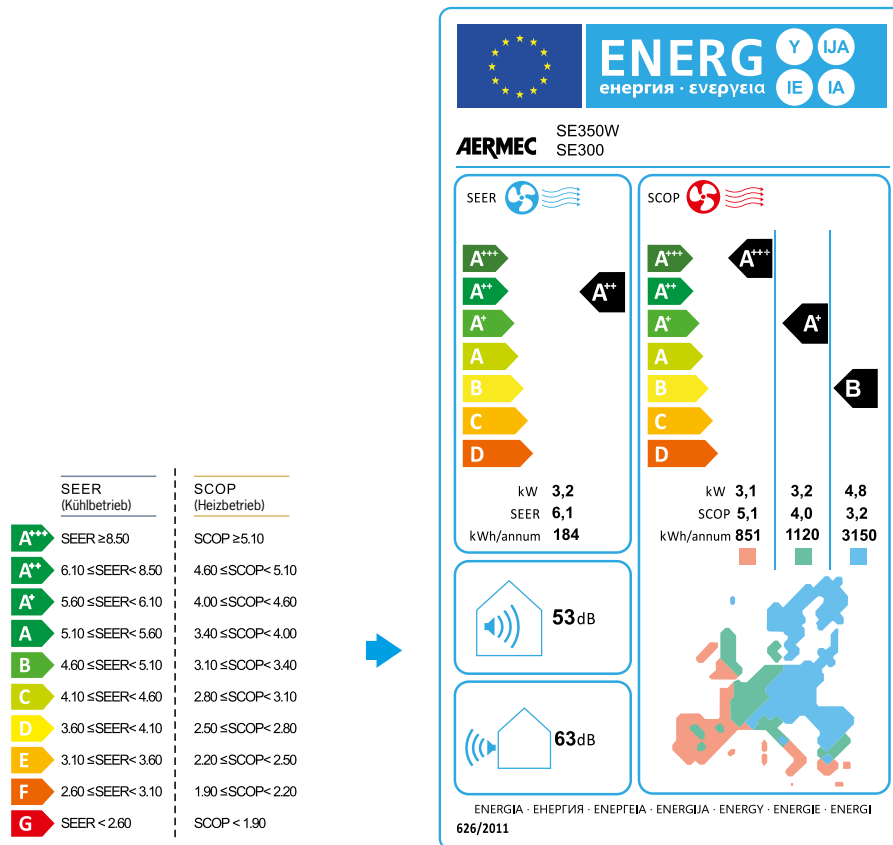 SEER
(Kühlbetrieb)
SCOP
(Heizbetrieb)
A+++ SEER ≥8.50 SCOP ≥5.10
A++ 6.10 ≤SEER< 8.50 4.60 ≤SCOP< 5.10
A+ 5.60 ≤SEER< 6.10 4.00 ≤SCOP< 4.60
A 5.10 ≤SEER< 5.60 3.40 ≤SCOP< 4.00
B 4.60 ≤SEER< 5.10 3.10 ≤SCOP< 3.40
C 4.10 ≤SEER< 4.60 2.80 ≤SCOP< 3.10
D 3.60 ≤SEER< 4.10 2.50 ≤SCOP< 2.80
E 3.10 ≤SEER< 3.60 2.20 ≤SCOP< 2.50
F 2.60 ≤SEER< 3.10 1.90 ≤SCOP< 2.20
G SEER < 2.60 SCOP < 1.90
ENERG Y IJA
енергия · ενεργεια IE IA
AERMEC
SE350W
SE300
SEER
A+++
A++ A++
A+
A
B
C
D
kW 3,2
SEER 6,1
kWh/annum 184
SCOP
A+++ A+++
A++
A+ A+
A
B B
C
D
kW 3,1 3,2 4,8
SCOP 5,1 4,0 3,2
kWh/annum 851 1120 3150
53dB
63dB
ENERGIA · ЕНЕРГИЯ · ΕΝΕΡΓΕΙΑ · ENERGIJA · ENERGY · ENERGIE · ENERGI
626/2011